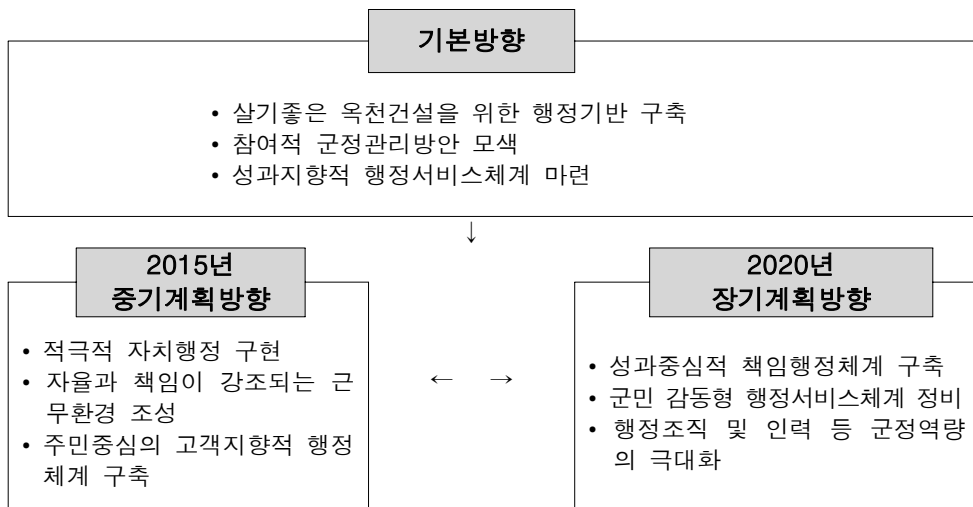 기본방향
• 살기좋은 옥천건설을 위한 행정기반 구축
• 참여적 군정관리방안 모색
• 성과지향적 행정서비스체계 마련
↓
2015년
중기계획방향
• 적극적 자치행정 구현
• 자율과 책임이 강조되는 근
무환경 조성
• 주민중심의 고객지향적 행정
체계 구축
← →
2020년
장기계획방향
• 성과중심적 책임행정체계 구축
• 군민 감동형 행정서비스체계 정비
• 행정조직 및 인력 등 군정역량
의 극대화